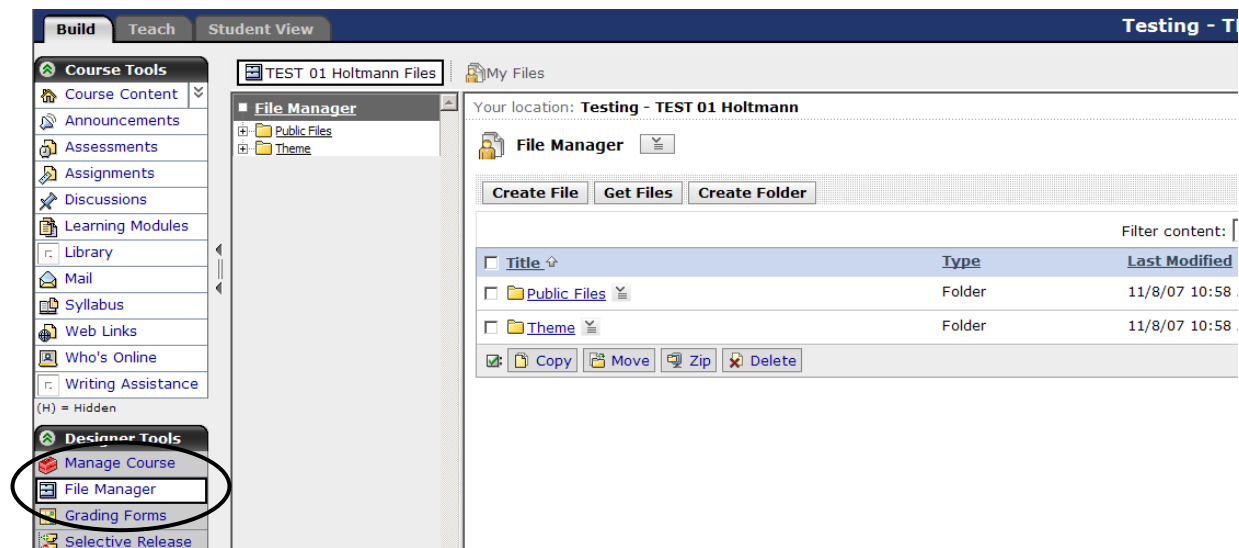 Build Teach Student View Testing - T
Course Tools
Course Content
Announcements
Assessments
Assignments
Discussions
Learning Modules
Library
Mail
Syllabus
Web Links
Who's Online
Writing Assistance
(H) = Hidden
Designer Tools
Manage Course
File Manager
Grading Forms
Selective Release
TEST 01 Holtmann Files My Files
File Manager
Public Files
Theme
Your location: Testing - TEST 01 Holtmann
File Manager
Create File Get Files Create Folder
Filter content:
Title Type Last Modified
Public Files Folder 11/8/07 10:58
Theme Folder 11/8/07 10:58
Copy Move Zip Delete